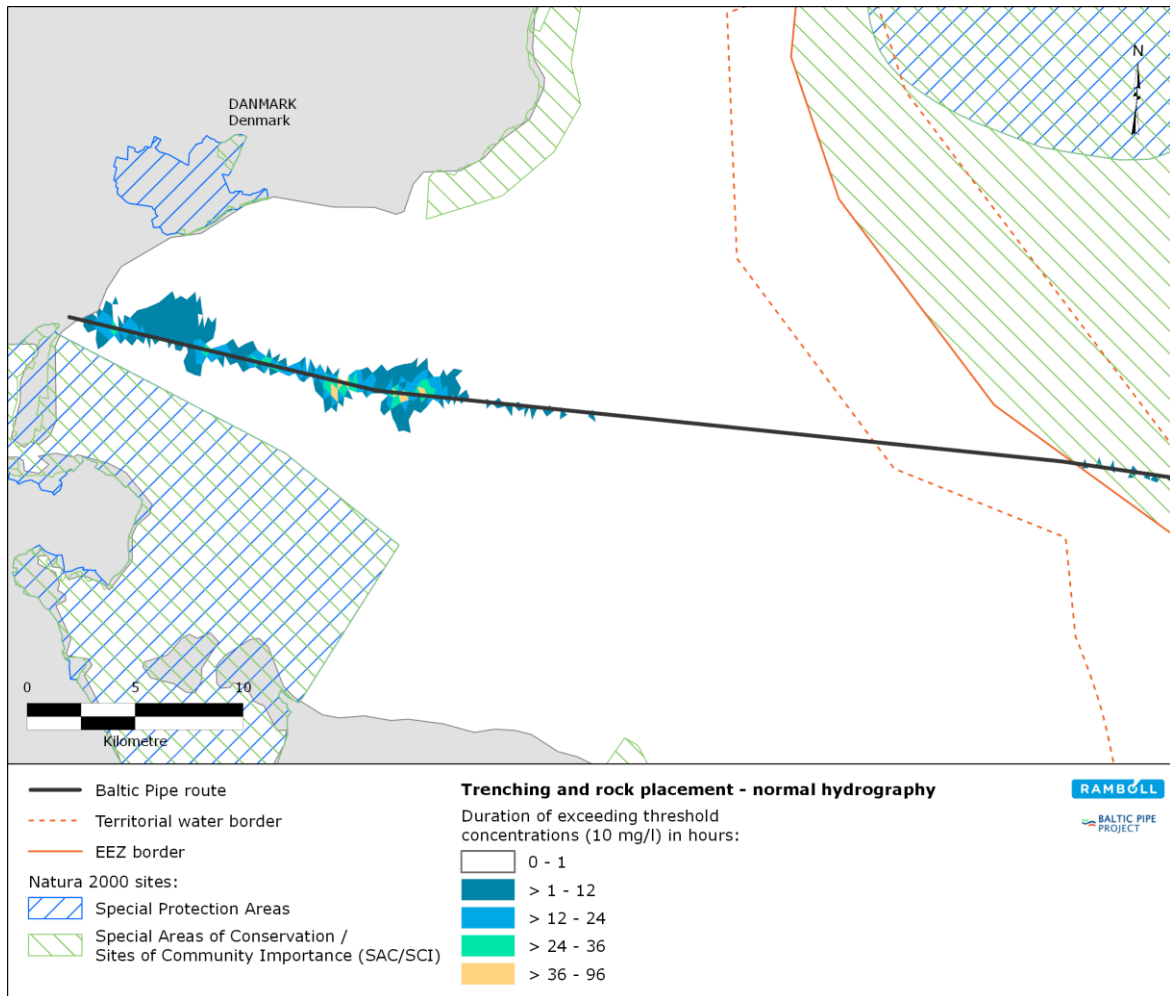 N
DANMARK
Denmark
0 5 10
Kilometre
Baltic Pipe route
Territorial water border
EEZ border
Natura 2000 sites:
Special Protection Areas
Special Areas of Conservation /
Sites of Community Importance (SAC/SCI)
Trenching and rock placement - normal hydrography
Duration of exceeding threshold
concentrations (10 mg/l) in hours:
0 - 1
> 1 - 12
> 12 - 24
> 24 - 36
> 36 - 96
RAMBOLL
BALTIC PIPE
PROJECT